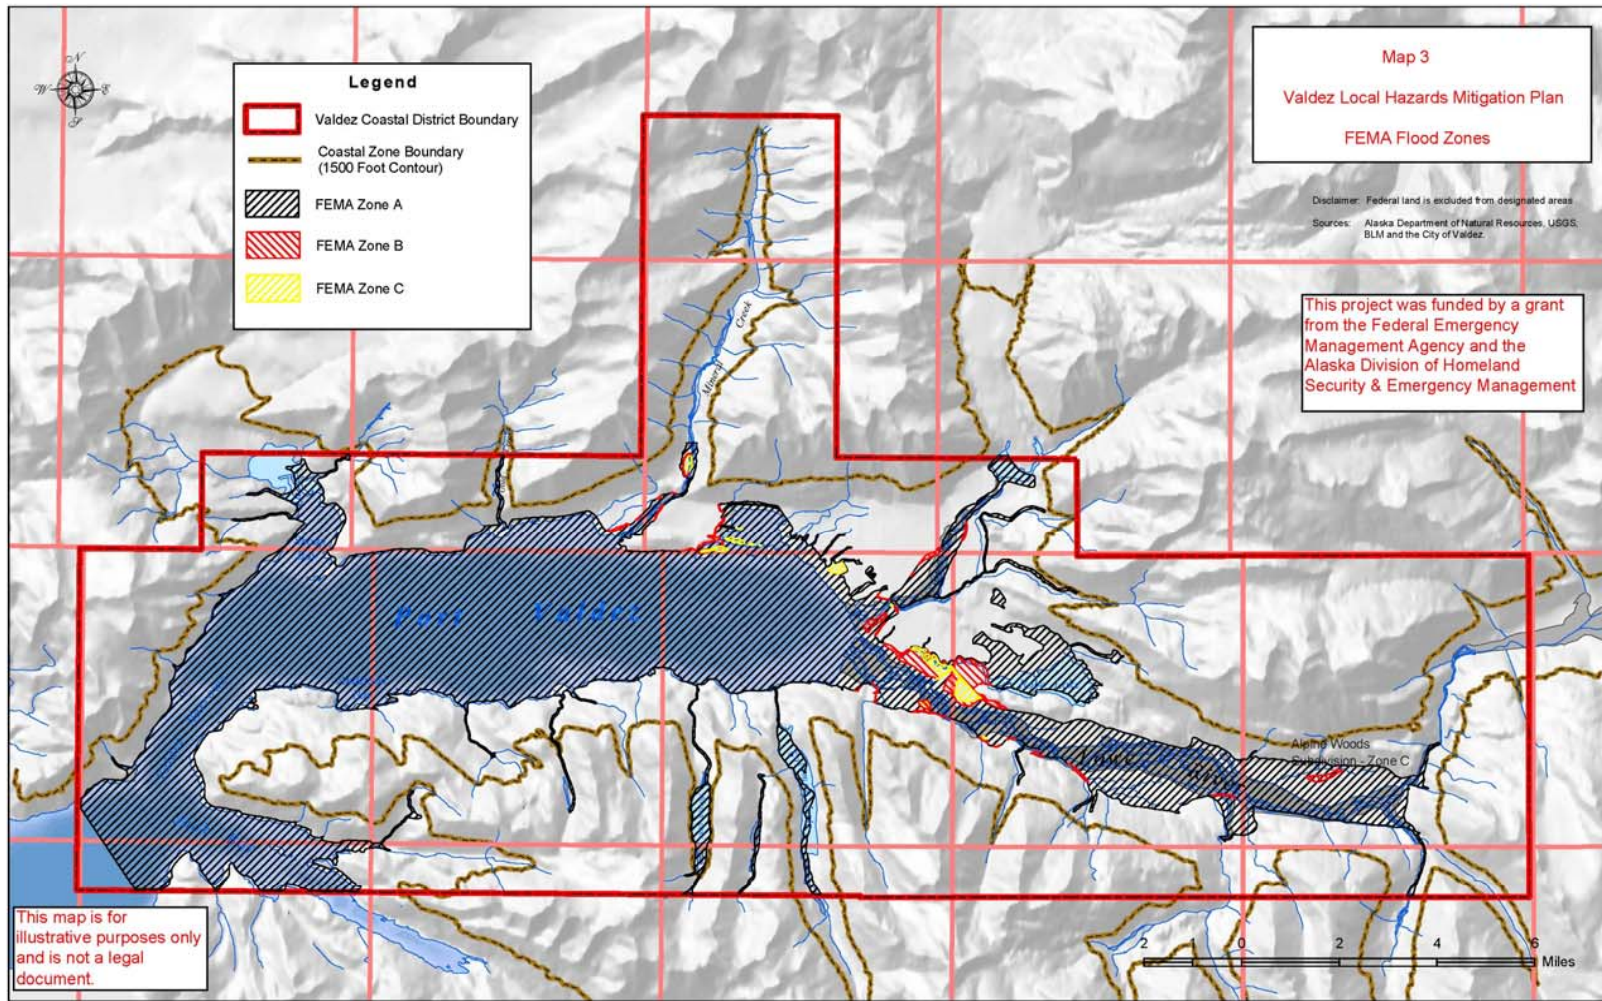 Map 3
Valdez Local Hazards Mitigation Plan
FEMA Flood Zones
N
W
E
S
Legend
Valdez Coastal District Boundary
Coastal Zone Boundary
(1500 Foot Contour)
FEMA Zone A
FEMA Zone B
FEMA Zone C
Disclaimer: Federal land is excluded from designated areas
Sources: Alaska Department of Natural Resources, USGS,
BLM and the City of Valdez.
This project was funded by a grant
from the Federal Emergency
Management Agency and the
Alaska Division of Homeland
Security & Emergency Management
Mineral Creek
Port Valdez
Alpine Woods
Subdivision - Zone C
This map is for
illustrative purposes only
and is not a legal
document.
2 1 0 2 4 6
Miles